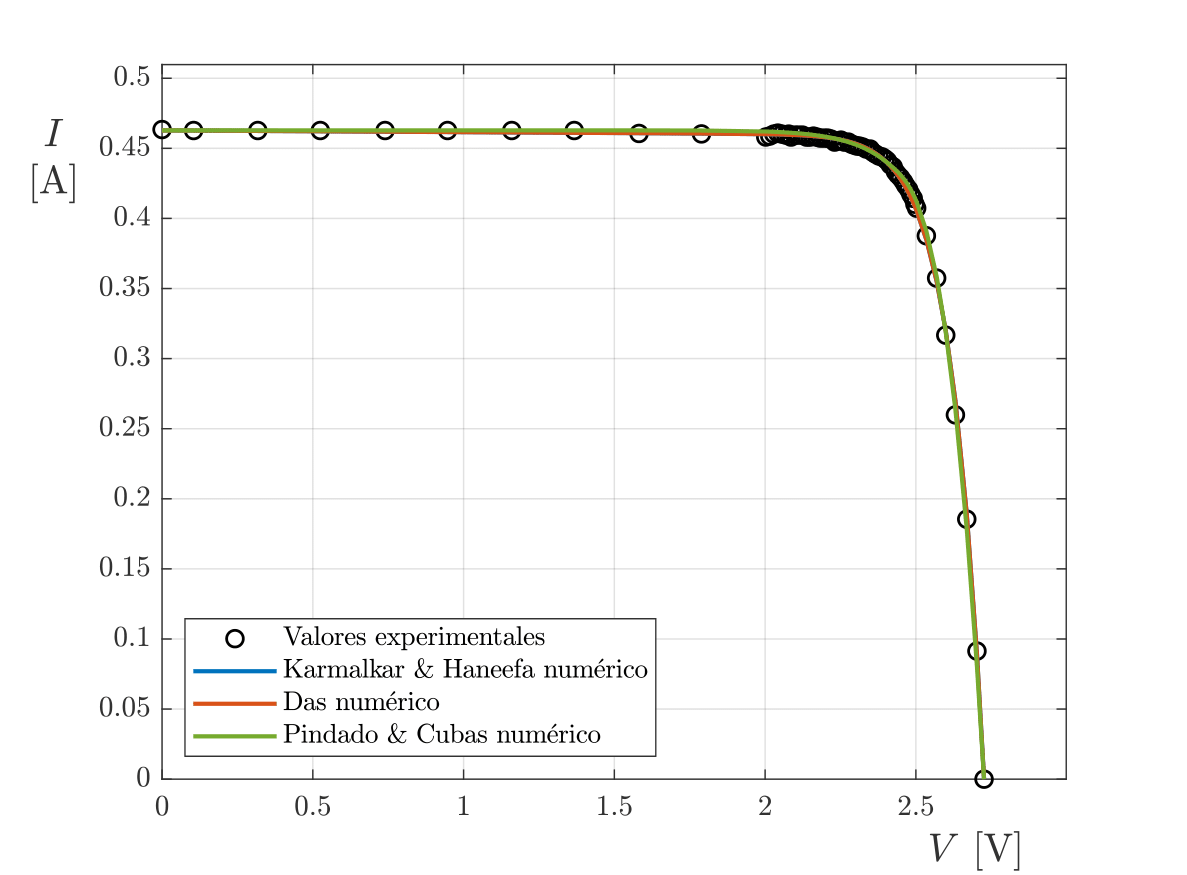 0.5
I
[A]
0.45
0.4
0.35
0.3
0.25
0.2
0.15
0.1
0.05
0
Valores experimentales
Karmalkar & Haneefa numérico
Das numérico
Pindado & Cubas numérico
0 0.5 1 1.5 2 2.5
V [V]